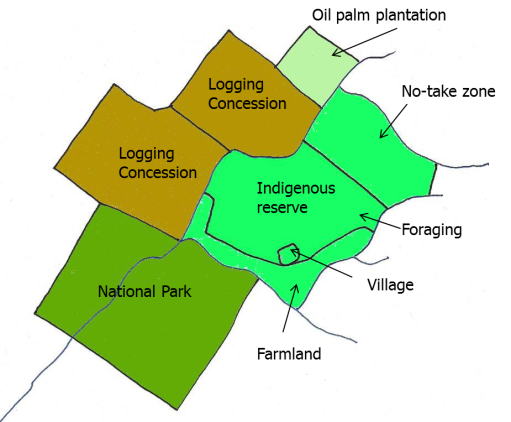 Oil palm plantation
Logging
Concession
No-take zone
Logging
Concession
Indigenous
reserve
Foraging
Village
National Park
Farmland